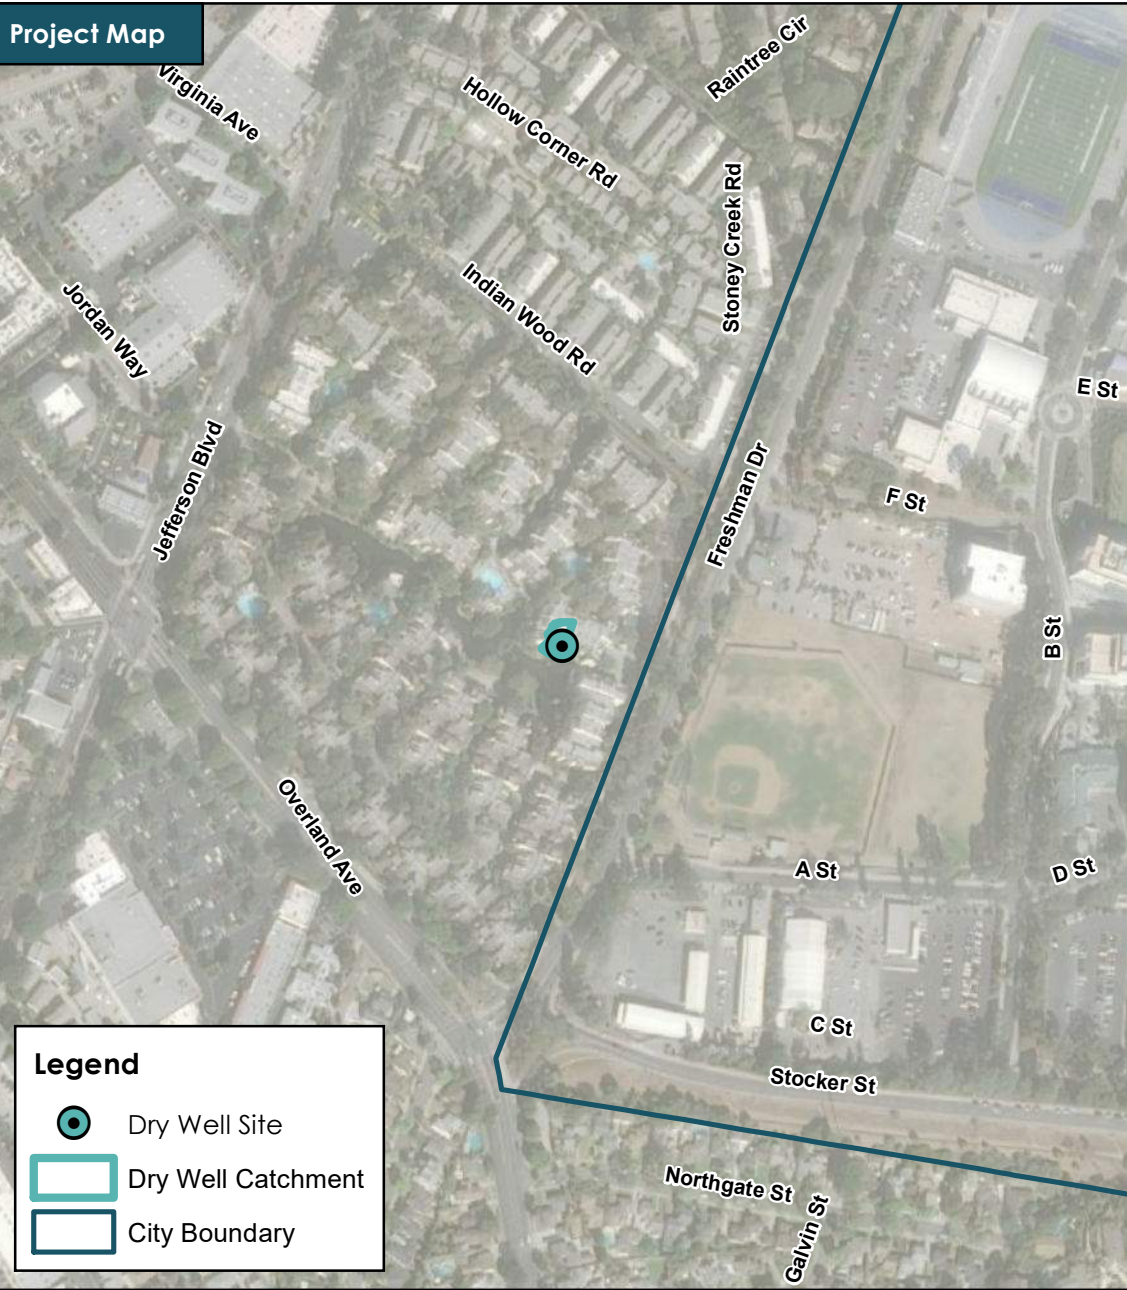 Project Map
Virginia Ave
Hollow Corner Rd
Raintree Cir
Stoney Creek Rd
Indian Wood Rd
Jordan Way
E St
Jefferson Blvd
Freshman Dr
F St
B St
Overland Ave
A St
D St
C St
Stocker St
Northgate St
Galvin St
Legend
Dry Well Site
Dry Well Catchment
City Boundary